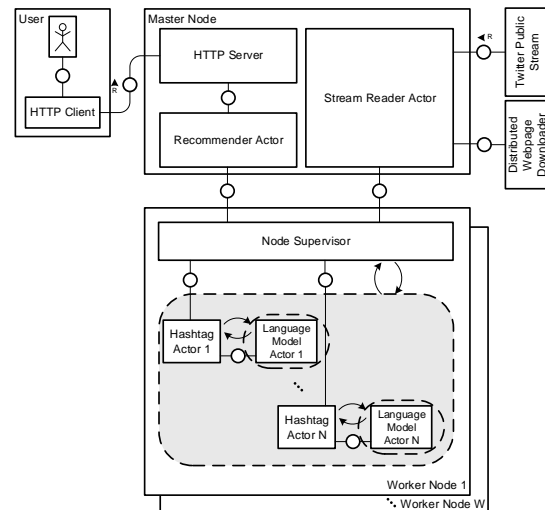 User
HTTP Client
R
Master Node
HTTP Server
Recommender Actor
Stream Reader Actor
R
Twitter Public
Stream
Distributed
Webpage
Downloader
Node Supervisor
Hashtag
Actor 1
Language
Model
Actor 1
Hashtag
Actor N
Language
Model
Actor N
Worker Node 1
Worker Node W